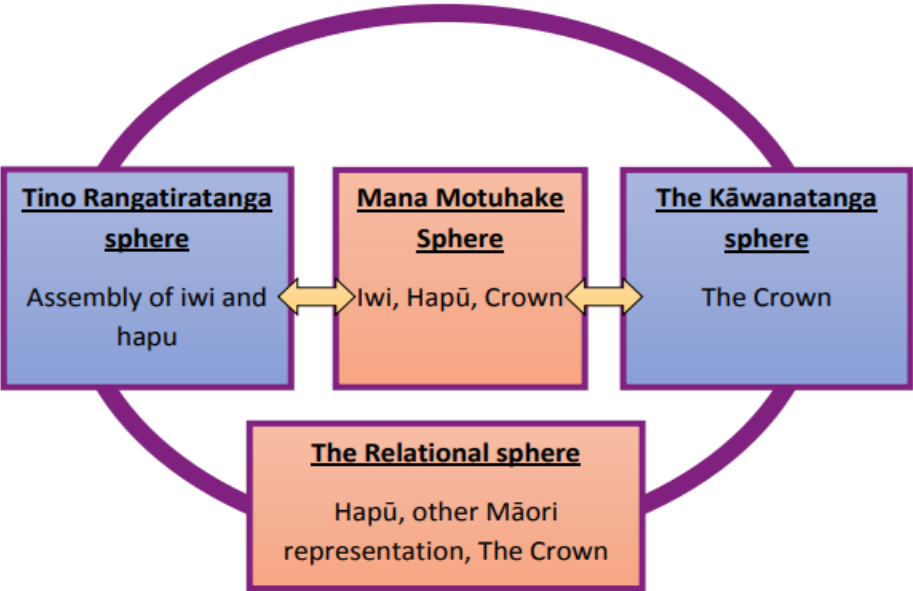 Tino Rangatiratanga
sphere
Assembly of iwi and
hapu
Mana Motuhake
Sphere
Iwi, Hapū, Crown
The Kāwanatanga
sphere
The Crown
The Relational sphere
Hapū, other Māori
representation, The Crown